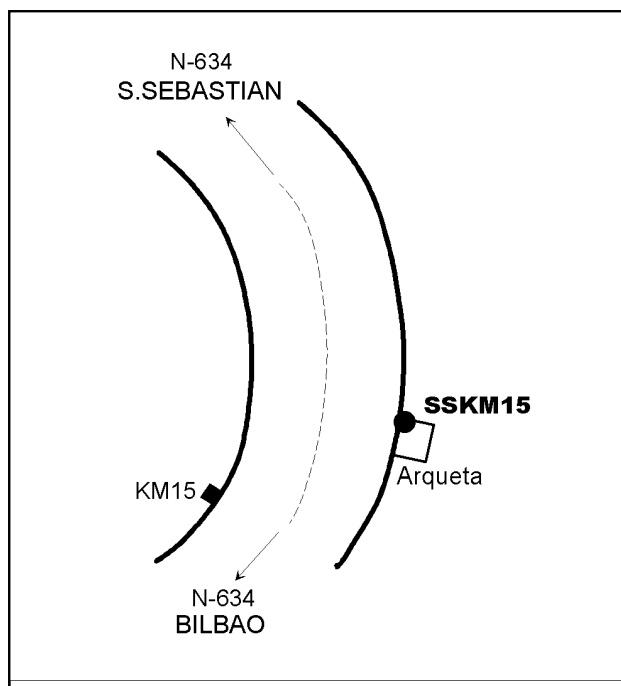 N-634
S.SEBASTIAN
SSKM15
Arqueta
KM15
N-634
BILBAO